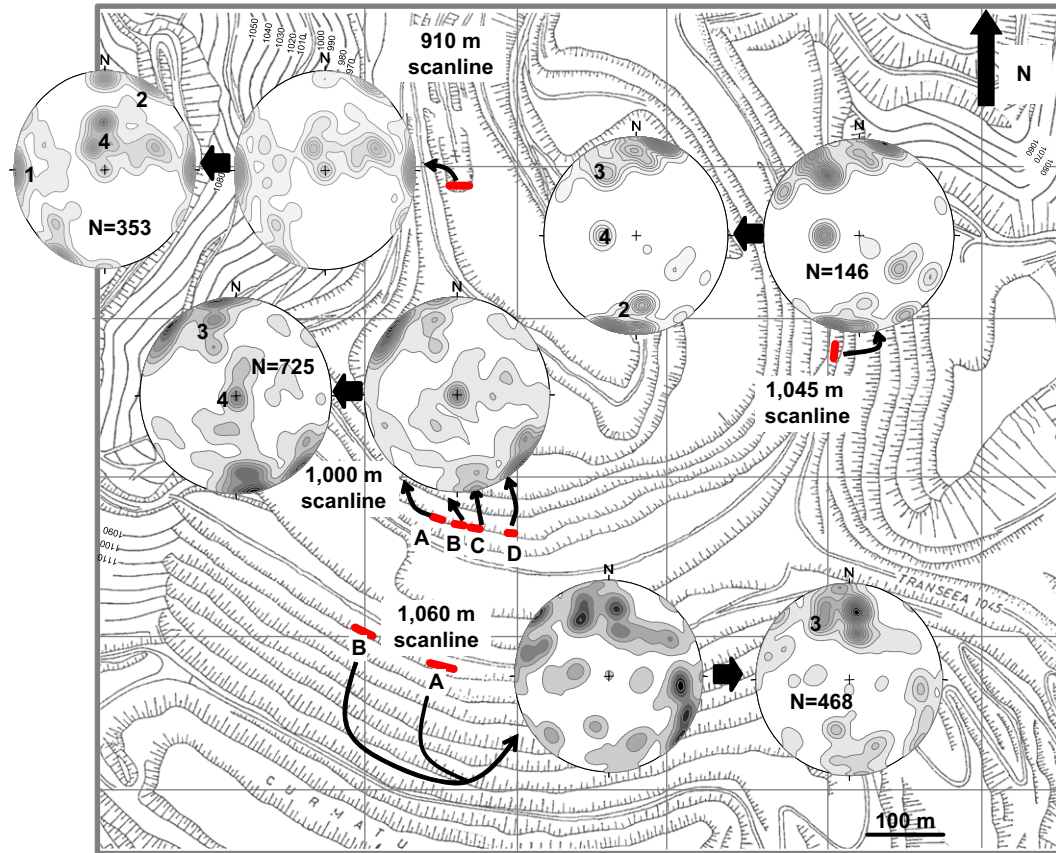 1050
1040
1030
1020
1010
1000
990
980
970
910 m
scanline
N
N
2
4
1
N=353
1080
N
N
3
4
2
N
N=146
1060
1070
1080
1,045 m
scanline
N
3
N=725
4
N
1,000 m
scanline
A
B
C
D
1090
1100
1110
1,060 m
scanline
B
A
N
N
3
N=468
TRANSEEA 1045
CURMATU
100 m